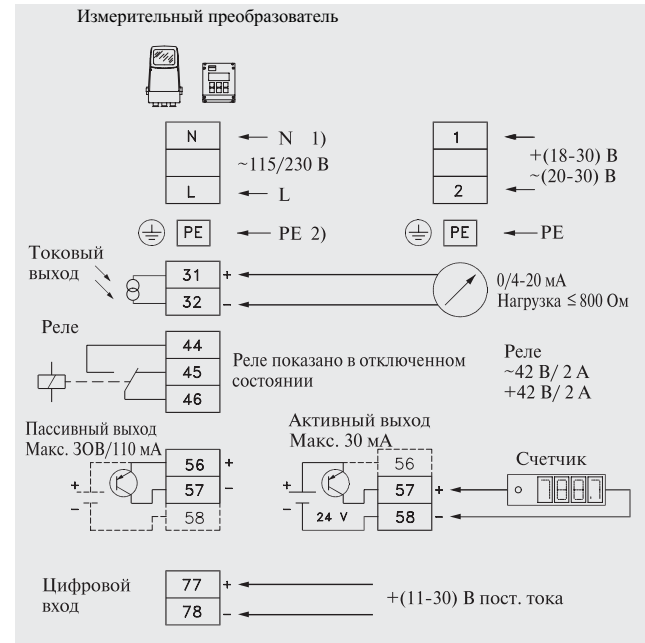 Измерительный преобразователь
N
N 1)
~115/230 В
L
L
PE
PE 2)
1
+(18-30) В
~(20-30) В
2
PE
PE
Токовый
выход
31
+
32
−
0/4-20 мА
Нагрузка ≤ 800 Ом
Реле
44
45
46
Реле показано в отключенном
состоянии
Реле
~42 В/ 2 А
+42 В/ 2 А
Пассивный выход
Макс. 3ОВ/110 мА
+
−
56
+
57
−
58
Активный выход
Макс. 30 мА
+
−
24 V
56
57
+
58
−
Счетчик
Цифровой
вход
77
+
78
−
+(11-30) В пост. тока